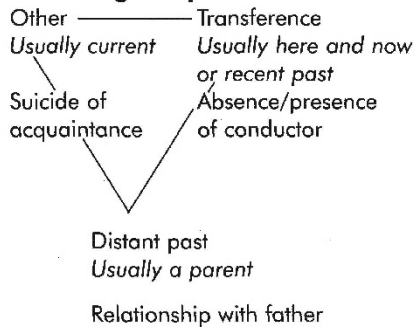 Other Transference
Usually current Usually here and now
or recent past
Suicide of Absence/presence
acquaintance of conductor
Distant past
Usually a parent
Relationship with father